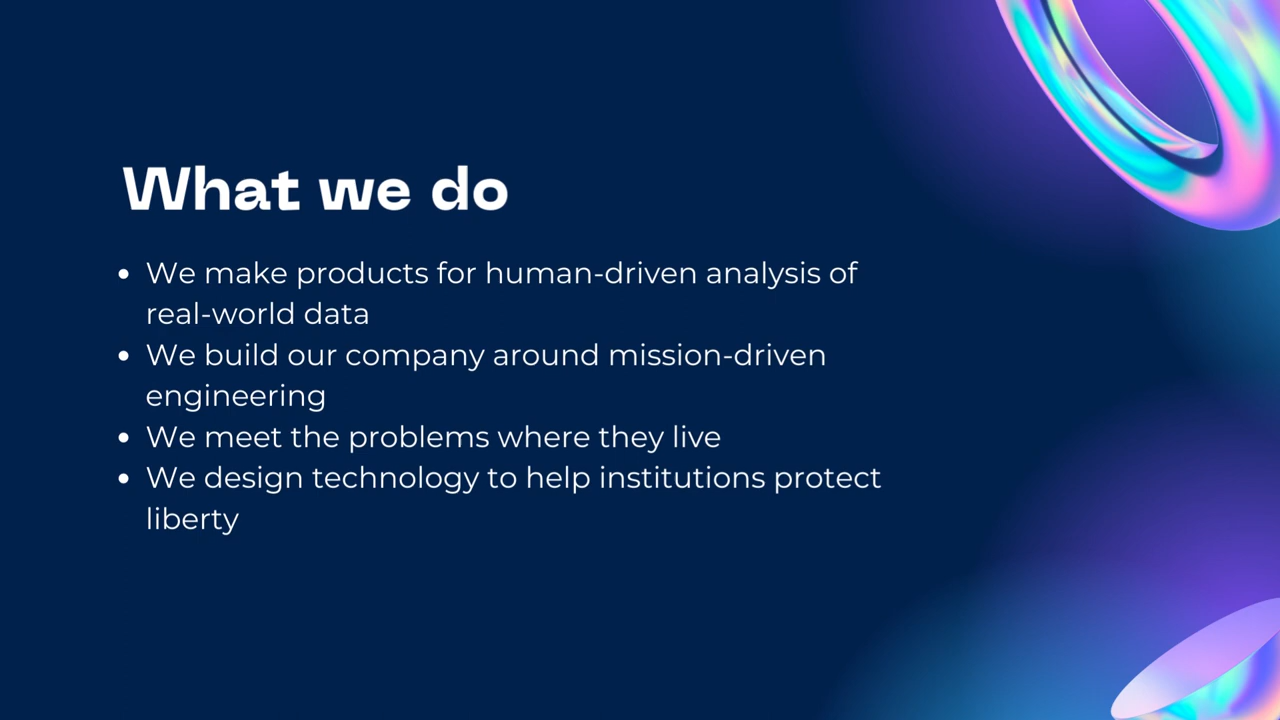 What we do
• We make products for human-driven analysis of
real-world data
• We build our company around mission-driven
engineering
• We meet the problems where they live
• We design technology to help institutions protect
liberty